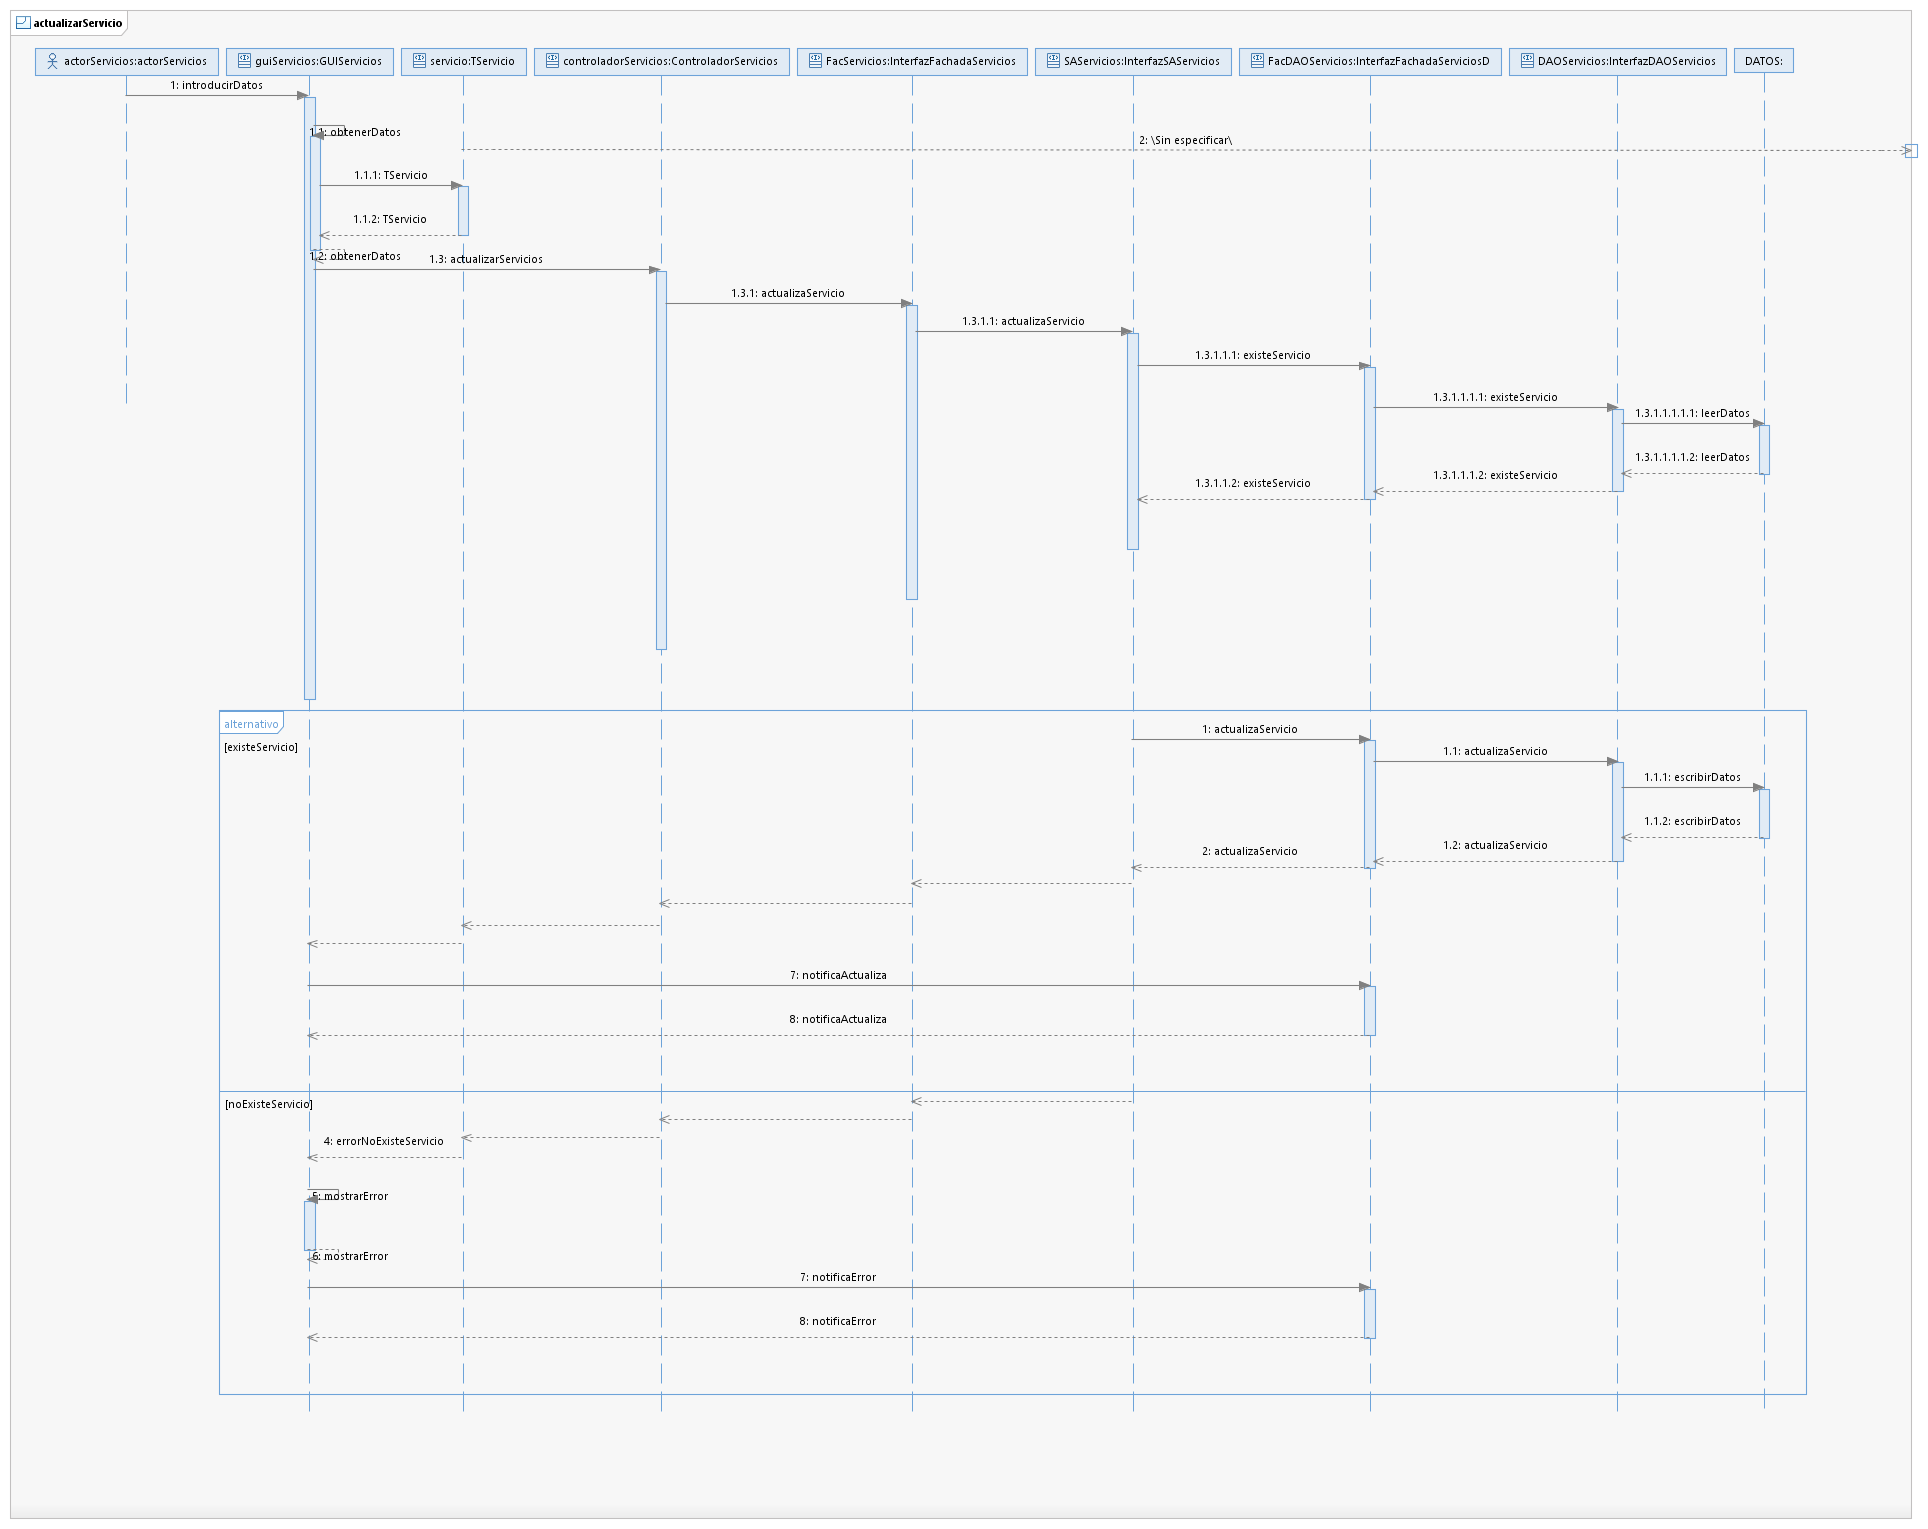 actualizarServicio
actorServicios:actorServicios
guiServicios:GUIServicios
servicio:TServicio
controladorServicios:ControladorServicios
FacServicios:InterfazFachadaServicios
SAServicios:InterfazSAServicios
FacDAOServicios:InterfazFachadaServiciosD
DAOServicios:InterfazDAOServicios
DATOS:
1: introducirDatos
1.1: obtenerDatos
2: \Sin especificar\
1.1.1: TServicio
1.1.2: TServicio
1.2: obtenerDatos
1.3: actualizarServicios
1.3.1: actualizaServicio
1.3.1.1: actualizaServicio
1.3.1.1.1: existeServicio
1.3.1.1.1.1: existeServicio
1.3.1.1.1.1.1: leerDatos
1.3.1.1.1.1.2: leerDatos
1.3.1.1.1.2: existeServicio
1.3.1.1.2: existeServicio
alternativo
[existeServicio]
1: actualizaServicio
1.1: actualizaServicio
1.1.1: escribirDatos
1.1.2: escribirDatos
1.2: actualizaServicio
2: actualizaServicio
7: notificaActualiza
8: notificaActualiza
[noExisteServicio]
4: errorNoExisteServicio
5: mostrarError
6: mostrarError
7: notificaError
8: notificaError